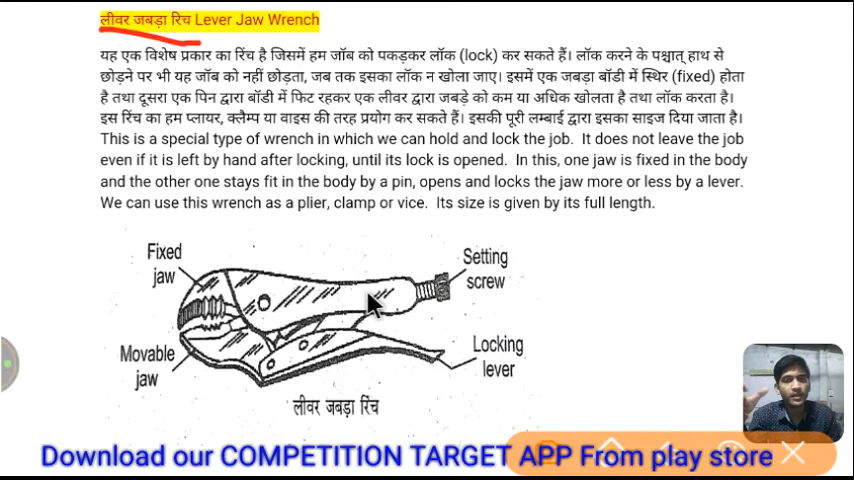 लीवर जबड़ा रिंच Lever Jaw Wrench
यह एक विशेष प्रकार का रिंच है जिसमें हम जॉब को पकड़कर लॉक (lock) कर सकते हैं। लॉक करने के पश्चात् हाथ से
छोड़ने पर भी यह जॉब को नहीं छोड़ता, जब तक इसका लॉक न खोला जाए। इसमें एक जबड़ा बॉडी में स्थिर (fixed) होता
है तथा दूसरा एक पिन द्वारा बॉडी में फिट रहकर एक लीवर द्वारा जबड़े को कम या अधिक खोलता है तथा लॉक करता है।
इस रिंच का हम प्लायर, क्लैम्प या वाइस की तरह प्रयोग कर सकते हैं। इसकी पूरी लम्बाई द्वारा इसका साइज दिया जाता है।
This is a special type of wrench in which we can hold and lock the job. It does not leave the job
even if it is left by hand after locking, until its lock is opened. In this, one jaw is fixed in the body
and the other one stays fit in the body by a pin, opens and locks the jaw more or less by a lever.
We can use this wrench as a plier, clamp or vice. Its size is given by its full length.
Fixed
jaw
Setting
screw
Movable
jaw
Locking
lever
लीवर जबड़ा रिंच
Download our COMPETITION TARGET APP From play store